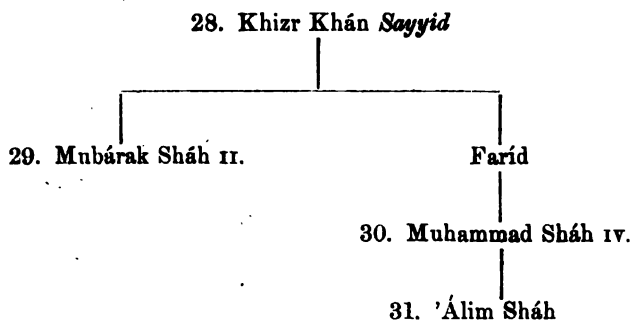 28. Khizr Khán Sayyid
29. Mubárak Sháh II. Faríd
30. Muhammad Sháh IV.
31. 'Álim Sháh